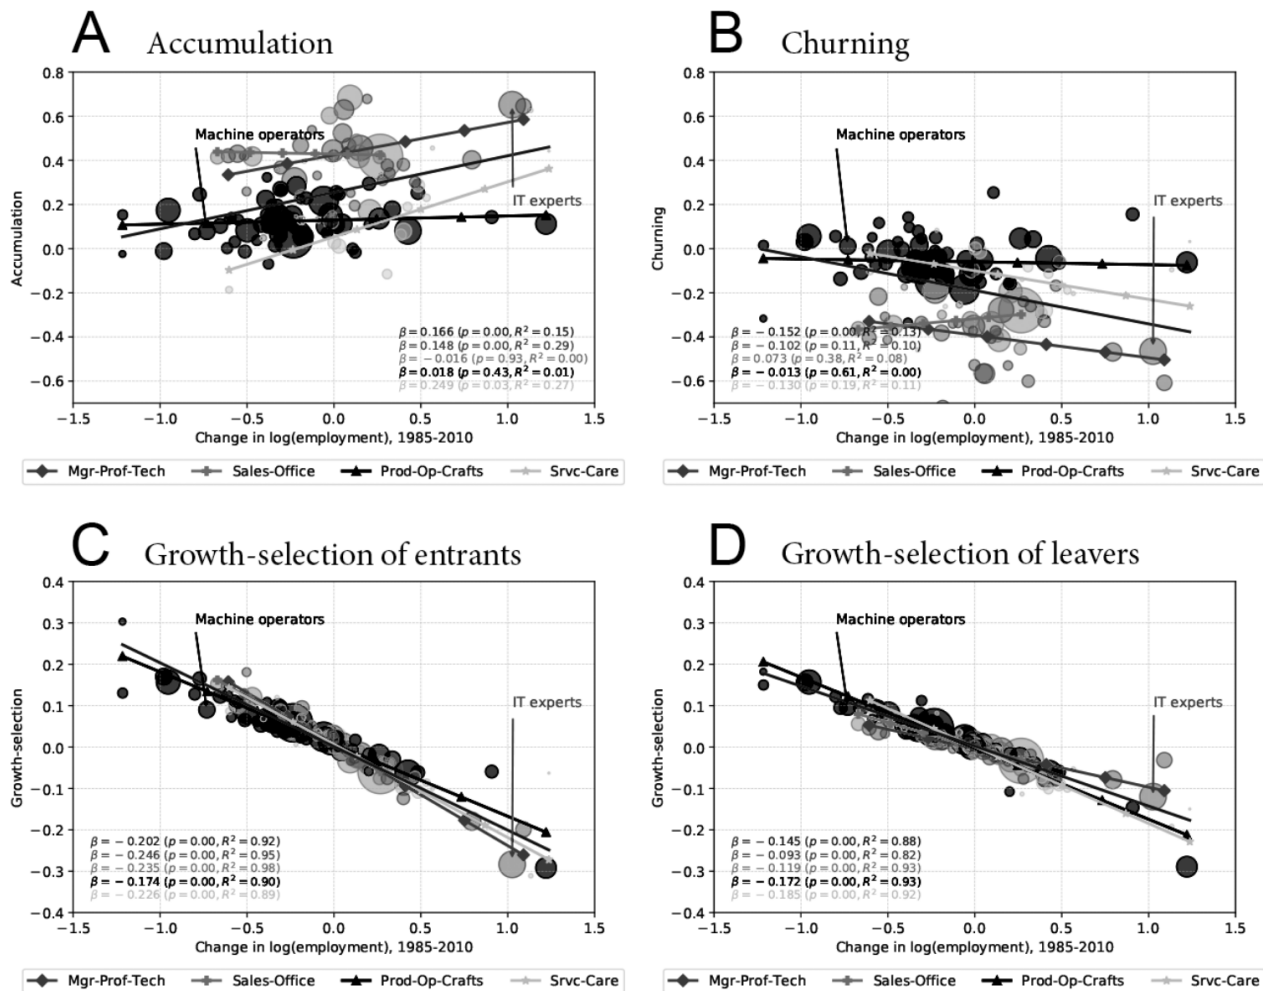 A Accumulation
0.8
0.6
0.4
0.2
0.0
−0.2
−0.4
−0.6
Accumulation
Machine operators
IT experts
β = 0.166 (p = 0.00, R² = 0.15)
β = 0.148 (p = 0.00, R² = 0.29)
β = − 0.016 (p = 0.93, R² = 0.00)
β = 0.018 (p = 0.43, R² = 0.01)
β = 0.249 (p = 0.03, R² = 0.27)
−1.5 −1.0 −0.5 0.0 0.5 1.0 1.5
Change in log(employment), 1985-2010
Mgr-Prof-Tech Sales-Office Prod-Op-Crafts Srvc-Care
B Churning
0.8
0.6
0.4
0.2
0.0
−0.2
−0.4
−0.6
Churning
Machine operators
IT experts
β = − 0.152 (p = 0.00, R² = 0.13)
β = − 0.102 (p = 0.11, R² = 0.10)
β = 0.073 (p = 0.38, R² = 0.08)
β = − 0.013 (p = 0.61, R² = 0.00)
β = − 0.130 (p = 0.19, R² = 0.11)
−1.5 −1.0 −0.5 0.0 0.5 1.0 1.5
Change in log(employment), 1985-2010
Mgr-Prof-Tech Sales-Office Prod-Op-Crafts Srvc-Care
C Growth-selection of entrants
0.4
0.3
0.2
0.1
0.0
−0.1
−0.2
−0.3
−0.4
Growth-selection
Machine operators
IT experts
β = − 0.202 (p = 0.00, R² = 0.92)
β = − 0.246 (p = 0.00, R² = 0.95)
β = − 0.235 (p = 0.00, R² = 0.98)
β = − 0.174 (p = 0.00, R² = 0.90)
β = − 0.226 (p = 0.00, R² = 0.89)
−1.5 −1.0 −0.5 0.0 0.5 1.0 1.5
Change in log(employment), 1985-2010
Mgr-Prof-Tech Sales-Office Prod-Op-Crafts Srvc-Care
D Growth-selection of leavers
0.4
0.3
0.2
0.1
0.0
−0.1
−0.2
−0.3
−0.4
Growth-selection
Machine operators
IT experts
β = − 0.145 (p = 0.00, R² = 0.88)
β = − 0.093 (p = 0.00, R² = 0.82)
β = − 0.119 (p = 0.00, R² = 0.93)
β = − 0.172 (p = 0.00, R² = 0.93)
β = − 0.185 (p = 0.00, R² = 0.92)
−1.5 −1.0 −0.5 0.0 0.5 1.0 1.5
Change in log(employment), 1985-2010
Mgr-Prof-Tech Sales-Office Prod-Op-Crafts Srvc-Care